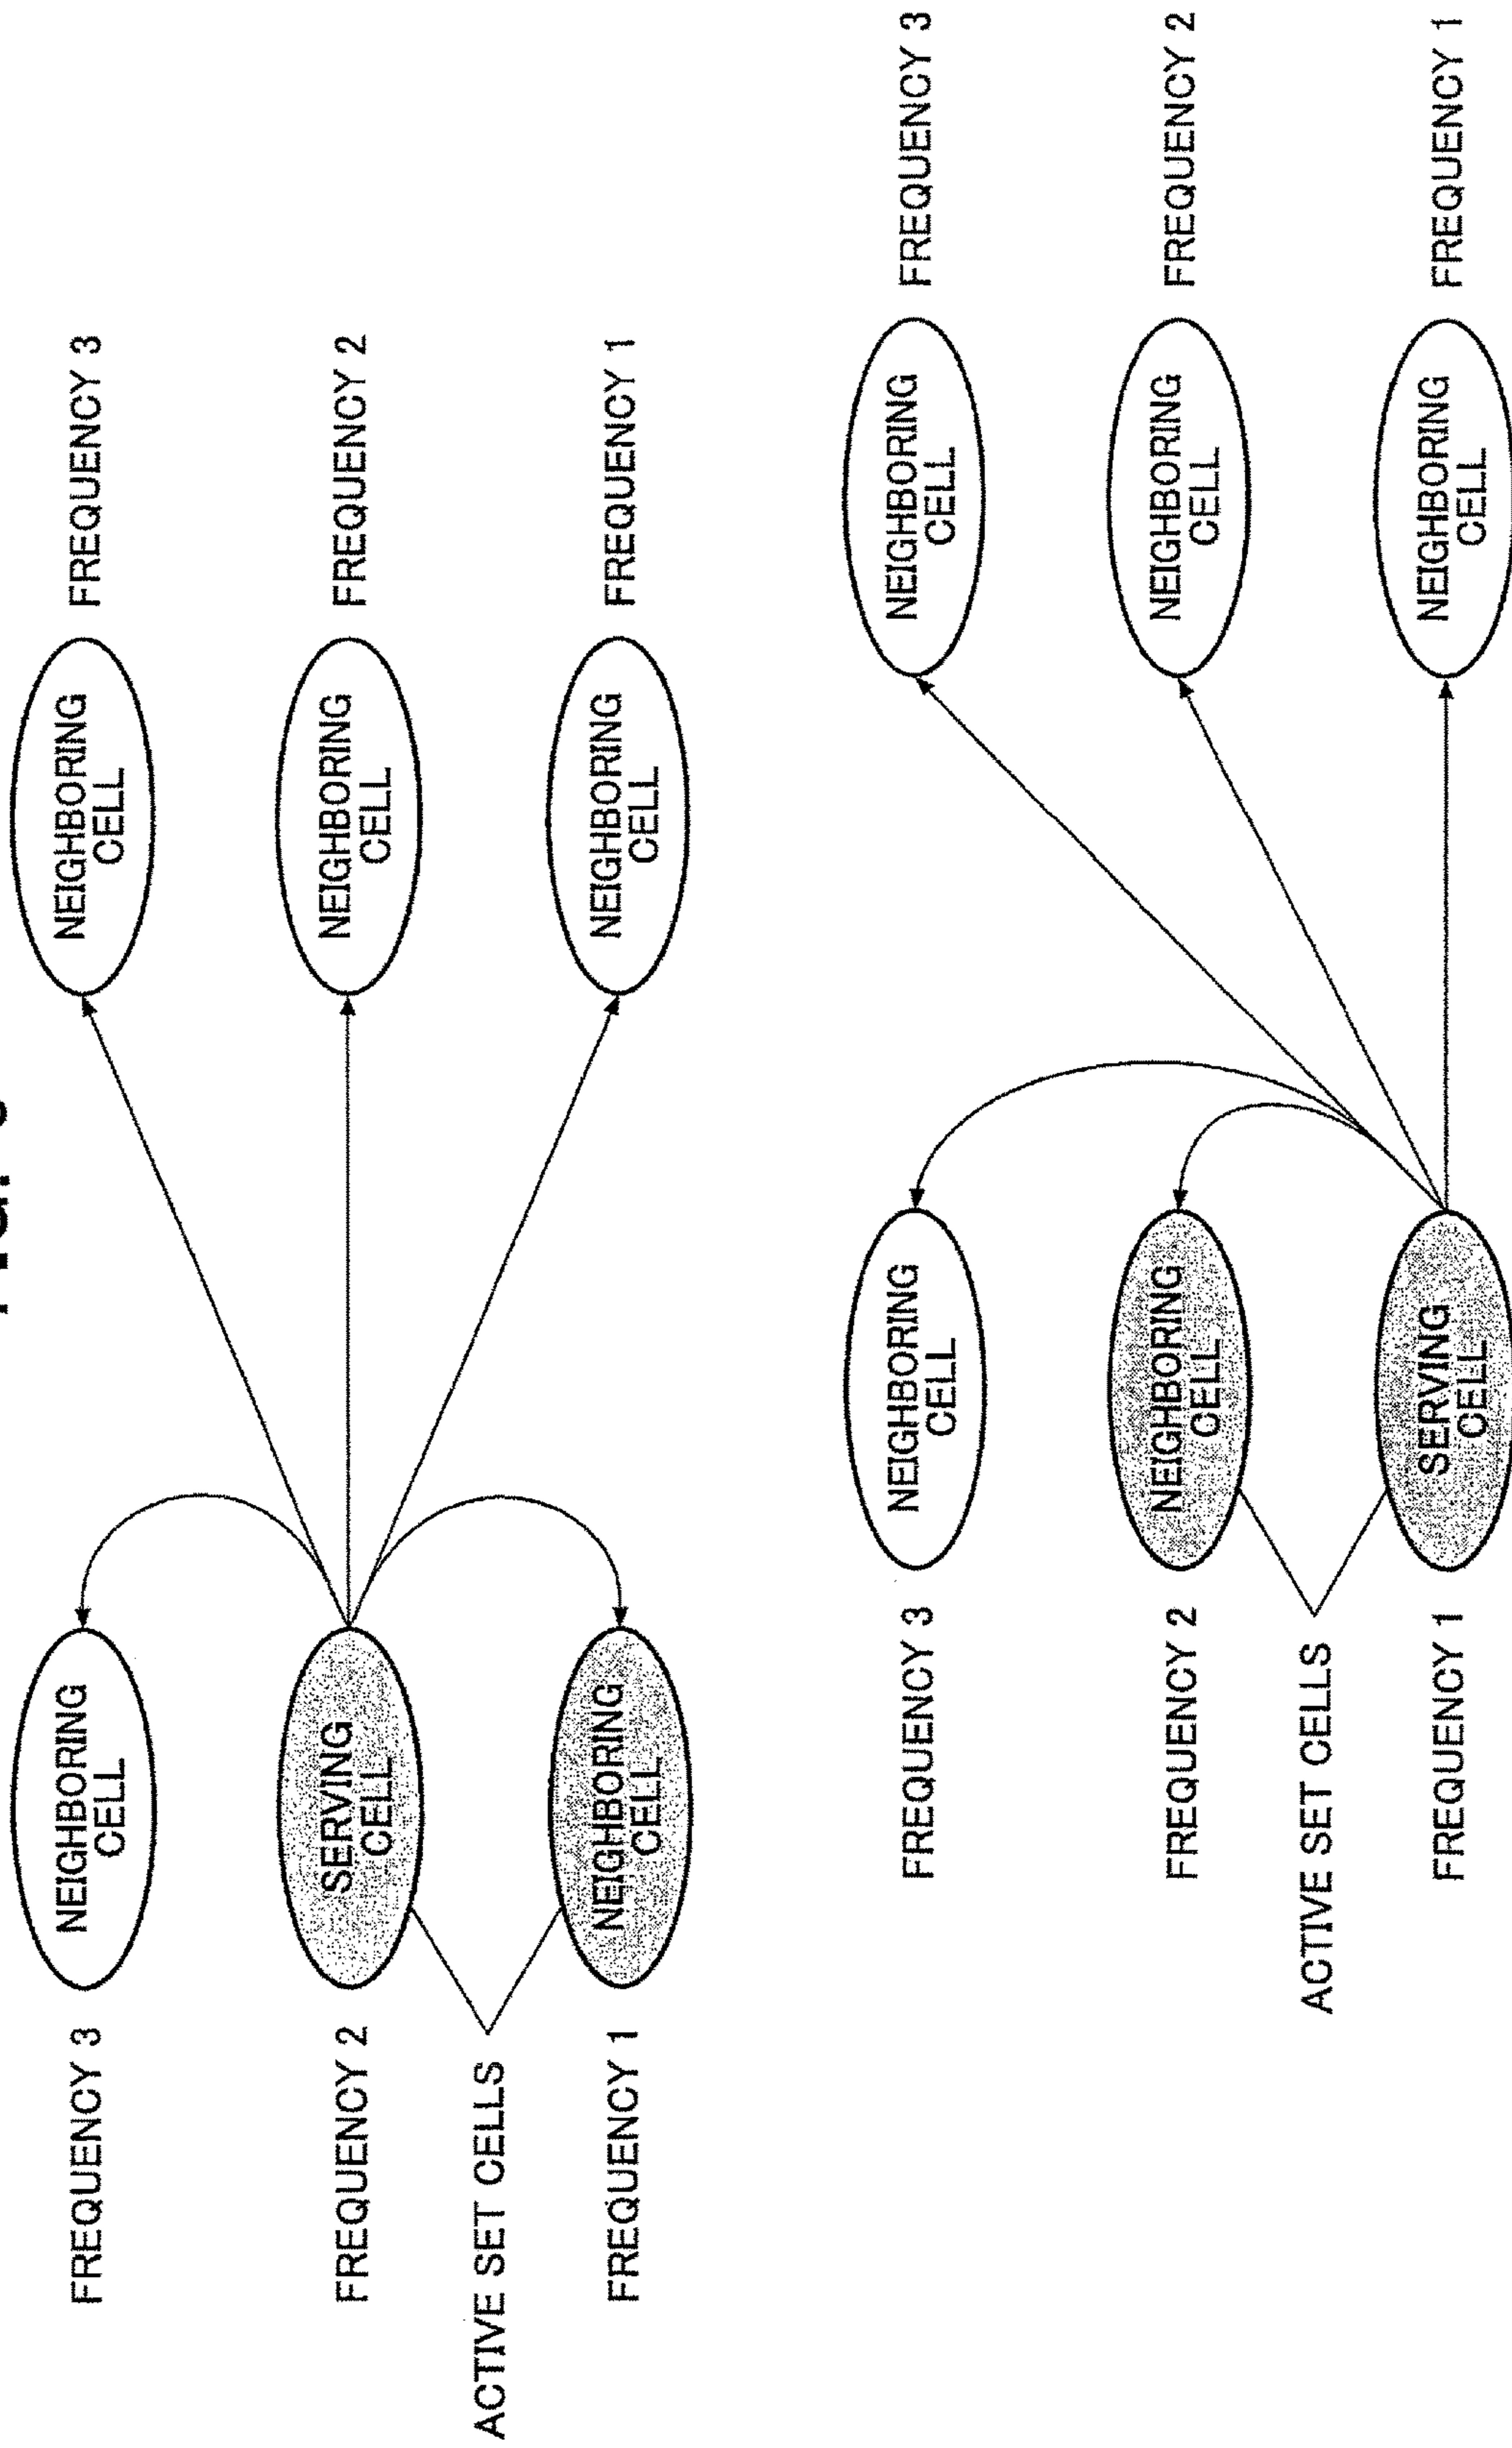 FREQUENCY 3
NEIGHBORING
CELL
NEIGHBORING
CELL
FREQUENCY 3
FREQUENCY 2
SERVING
CELL
NEIGHBORING
CELL
FREQUENCY 2
ACTIVE SET CELLS
FREQUENCY 1
NEIGHBORING
CELL
NEIGHBORING
CELL
FREQUENCY 1
FREQUENCY 3
NEIGHBORING
CELL
NEIGHBORING
CELL
FREQUENCY 3
FREQUENCY 2
NEIGHBORING
CELL
NEIGHBORING
CELL
FREQUENCY 2
ACTIVE SET CELLS
FREQUENCY 1
SERVING
CELL
NEIGHBORING
CELL
FREQUENCY 1